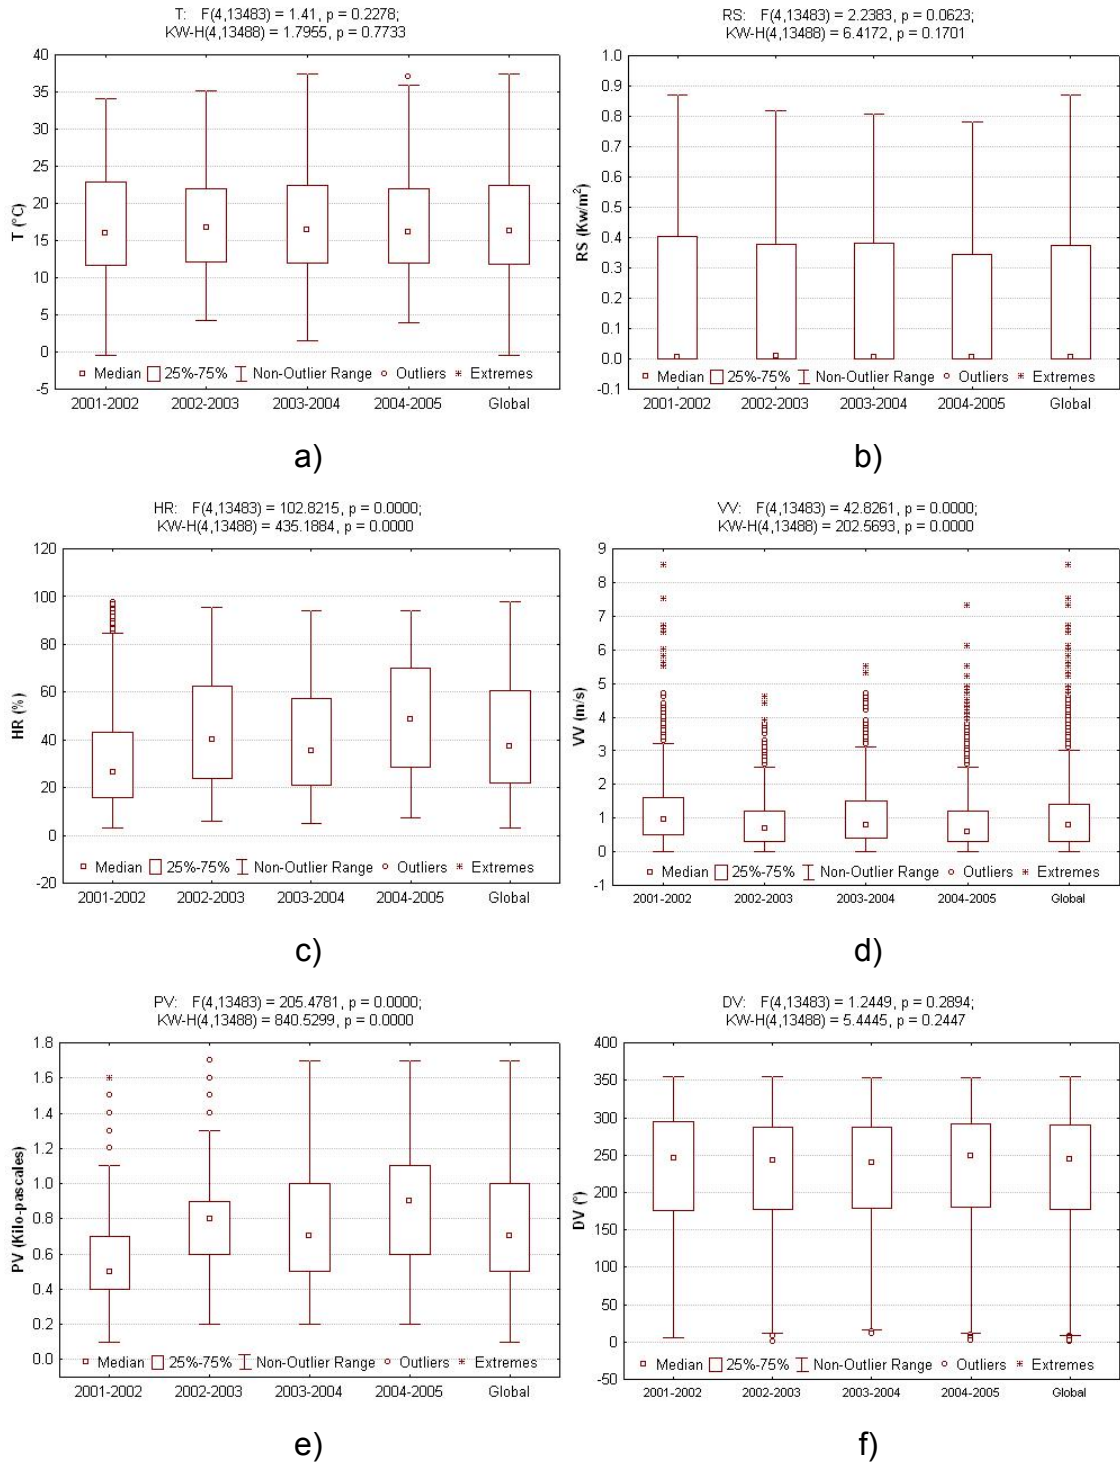 T: F(4,13483) = 1.41, p = 0.2278;
KW-H(4,13488) = 1.7955, p = 0.7733
40
35
30
25
20
15
10
5
0
-5
T (°C)
Median 25%-75% Non-Outlier Range Outliers Extremes
2001-2002 2002-2003 2003-2004 2004-2005 Global
a)
RS: F(4,13483) = 2.2383, p = 0.0623;
KW-H(4,13488) = 6.4172, p = 0.1701
1.0
0.9
0.8
0.7
0.6
0.5
0.4
0.3
0.2
0.1
0.0
-0.1
RS (Kw/m²)
Median 25%-75% Non-Outlier Range Outliers Extremes
2001-2002 2002-2003 2003-2004 2004-2005 Global
b)
HR: F(4,13483) = 102.8215, p = 0.0000;
KW-H(4,13488) = 435.1884, p = 0.0000
120
100
80
60
40
20
0
-20
HR (%)
Median 25%-75% Non-Outlier Range Outliers Extremes
2001-2002 2002-2003 2003-2004 2004-2005 Global
c)
VV: F(4,13483) = 42.8261, p = 0.0000;
KW-H(4,13488) = 202.5693, p = 0.0000
9
8
7
6
5
4
3
2
1
0
-1
VV (m/s)
Median 25%-75% Non-Outlier Range Outliers Extremes
2001-2002 2002-2003 2003-2004 2004-2005 Global
d)
PV: F(4,13483) = 205.4781, p = 0.0000;
KW-H(4,13488) = 840.5299, p = 0.0000
1.8
1.6
1.4
1.2
1.0
0.8
0.6
0.4
0.2
0.0
PV (Kilo-pascales)
Median 25%-75% Non-Outlier Range Outliers Extremes
2001-2002 2002-2003 2003-2004 2004-2005 Global
e)
DV: F(4,13483) = 1.2449, p = 0.2894;
KW-H(4,13488) = 5.4445, p = 0.2447
400
350
300
250
200
150
100
50
0
-50
DV (°)
Median 25%-75% Non-Outlier Range Outliers Extremes
2001-2002 2002-2003 2003-2004 2004-2005 Global
f)